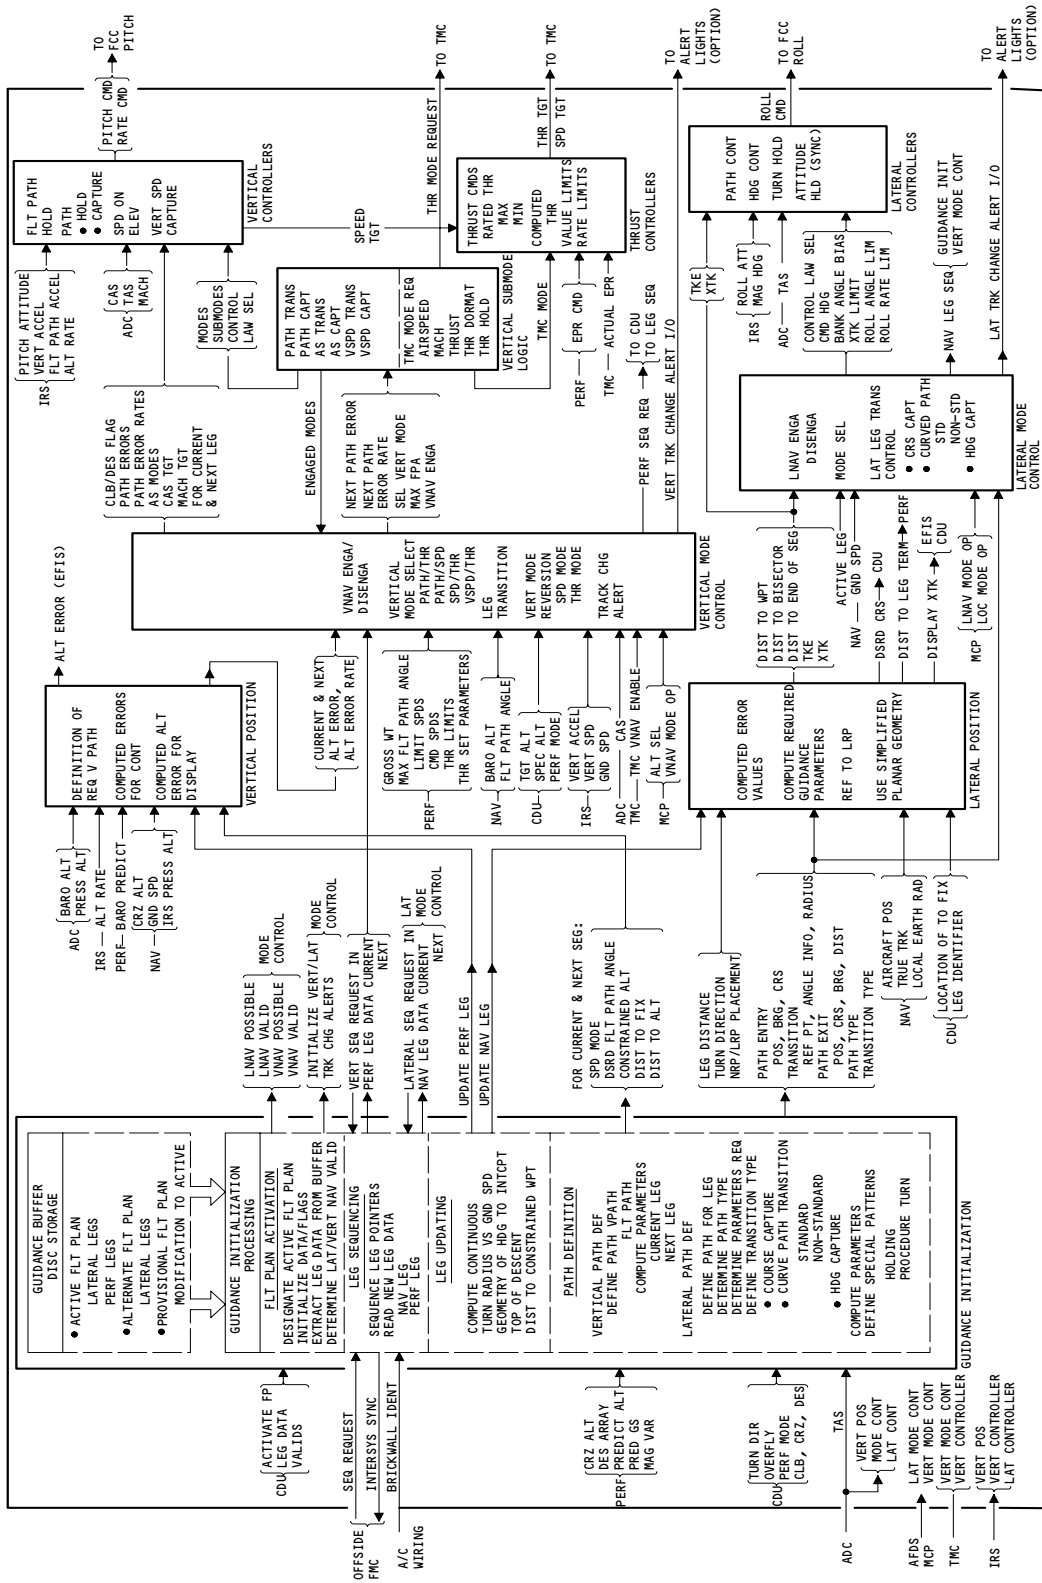 GUIDANCE BUFFER
DISC STORAGE
● ACTIVE FLT PLAN
LATERAL LEGS
PERF LEGS
● ALTERNATE FLT PLAN
LATERAL LEGS
● PROVISIONAL FLT PLAN
MODIFICATION TO ACTIVE
GUIDANCE INITIALIZATION
PROCESSING
FLT PLAN ACTIVATION
DESIGNATE ACTIVE FLT PLAN
INITIALIZE DATA/FLAGS
EXTRACT LEG DATA FROM BUFFER
DETERMINE LAT/VERT NAV VALID
LEG SEQUENCING
SEQUENCE LEG POINTERS
READ NEW LEG DATA
NAV LEG
PERF LEG
LEG UPDATING
COMPUTE CONTINUOUS
TURN RADIUS VS GND SPD
GEOMETRY OF HDG TO INTCPT
TOP OF DESCENT
DIST TO CONSTRAINED WPT
PATH DEFINITION
VERTICAL PATH DEF
DEFINE PATH VPATH
FLT PATH
COMPUTE PARAMETERS
CURRENT LEG
NEXT LEG
LATERAL PATH DEF
DEFINE PATH FOR LEG
DETERMINE PATH TYPE
DETERMINE PARAMETERS REQ
DEFINE TRANSITION TYPE
● COURSE CAPTURE
● CURVE PATH TRANSITION
STANDARD
NON-STANDARD
● HDG CAPTURE
COMPUTE PARAMETERS
DEFINE SPECIAL PATTERNS
HOLDING
PROCEDURE TURN
GUIDANCE INITIALIZATION
ACTIVATE FP
CDU LEG DATA
VALIDS
SEQ REQUEST
OFFSIDE
FMC
INTERSYS SYNC
BRICKWALL IDENT
A/C
WIRING
CRZ ALT
DES ARRAY
PERF PREDICT ALT
PRED GS
MAG VAR
TURN DIR
OVERFLY
CDU PERF MODE
CLB, CRZ, DES
TAS
ADC
VERT POS
MODE CONT
LAT CONT
AFDS LAT MODE CONT
MCP VERT MODE CONT
TMC VERT MODE CONT
VERT CONTROLLER
IRS VERT POS
VERT CONTROLLER
LAT CONTROLLER
LNAV POSSIBLE
LNAV VALID
VNAV POSSIBLE
VNAV VALID
MODE
CONTROL
INITIALIZE VERT/LAT
TRK CHG ALERTS
MODE
CONTROL
VERT SEQ REQUEST IN
PERF LEG DATA CURRENT
NEXT
LATERAL SEQ REQUEST IN
NAV LEG DATA CURRENT
NEXT
LAT
MODE
CONTROL
UPDATE PERF LEG
UPDATE NAV LEG
FOR CURRENT & NEXT SEG:
SPD MODE
DSRD FLT PATH ANGLE
CONSTRAINED ALT
DIST TO FIX
DIST TO ALT
LEG DISTANCE
TURN DIRECTION
NRP/LRP PLACEMENT
PATH ENTRY
POS, BRG, CRS
TRANSITION
REF PT, ANGLE INFO, RADIUS
PATH EXIT
POS, CRS, BRG, DIST
PATH TYPE
TRANSITION TYPE
AIRCRAFT POS
NAV TRUE TRK
LOCAL EARTH RAD
CDU LOCATION OF TO FIX
LEG IDENTIFIER
ADC BARO ALT
PRESS ALT
IRS ALT RATE
PERF BARO PREDICT
CRZ ALT
NAV GND SPD
IRS PRESS ALT
DEFINITION OF
REQ V PATH
COMPUTED ERRORS
FOR CONT
COMPUTED ALT
ERROR FOR
DISPLAY
VERTICAL POSITION
ALT ERROR (EFIS)
CURRENT & NEXT
ALT ERROR,
ALT ERROR RATE
GROSS WT
MAX FLT PATH ANGLE
LIMIT SPDS
PERF CMD SPDS
THR LIMITS
THR SET PARAMETERS
NAV BARO ALT
FLT PATH ANGLE
TGT ALT
CDU SPEC ALT
PERF MODE
VERT ACCEL
IRS VERT SPD
GND SPD
ADC CAS
TMC TMC VNAV ENABLE
MCP ALT SEL
VNAV MODE OP
VNAV ENGA/
DISENGA
VERTICAL
MODE SELECT
PATH/THR
PATH/SPD
SPD/THR
VSPD/THR
LEG
TRANSITION
VERT MODE
REVERSION
SPD MODE
THR MODE
TRACK CHG
ALERT
VERTICAL MODE
CONTROL
COMPUTED ERROR
VALUES
COMPUTE REQUIRED
GUIDANCE
PARAMETERS
REF TO LRP
USE SIMPLIFIED
PLANAR GEOMETRY
LATERAL POSITION
DIST TO WPT
DIST TO BISECTOR
DIST TO END OF SEG
TKE
XTK
ACTIVE LEG
NAV GND SPD
DSRD CRS CDU
DIST TO LEG TERM PERF
DISPLAY XTK EFIS
CDU
MCP LNAV MODE OP
LOC MODE OP
CLB/DES FLAG
PATH ERRORS
PATH ERROR RATES
AS MODES
CAS TGT
MACH TGT
FOR CURRENT
& NEXT LEG
ENGAGED MODES
NEXT PATH ERROR
NEXT PATH
ERROR RATE
SEL VERT MODE
MAX FPA
VNAV ENGA
PERF SEQ REQ
TO CDU
TO LEG SEQ
VERT TRK CHANGE ALERT I/O
TO
ALERT
LIGHTS
(OPTION)
PITCH ATTITUDE
VERT ACCEL
IRS FLT PATH ACCEL
ALT RATE
CAS
ADC TAS
MACH
MODES
SUBMODES
CONTROL
LAW SEL
FLT PATH
HOLD
PATH
● HOLD
● CAPTURE
SPD ON
ELEV
VERT SPD
CAPTURE
VERTICAL
CONTROLLERS
PITCH CMD
RATE CMD
TO
FCC
PITCH
SPEED
TGT
PATH TRANS
PATH CAPT
AS TRANS
AS CAPT
VSPD TRANS
VSPD CAPT
TMC MODE REQ
AIRSPEED
MACH
THRUST
THR DORMAT
THR HOLD
VERTICAL SUBMODE
LOGIC
THR MODE REQUEST
TO TMC
TMC MODE
PERF EPR CMD
TMC ACTUAL EPR
THRUST CMDS
RATED THR
MAX
MIN
COMPUTED
THR
VALUE LIMITS
RATE LIMITS
THRUST
CONTROLLERS
THR TGT
SPD TGT
TO TMC
TKE
XTK
IRS ROLL ATT
MAG HDG
ADC TAS
CONTROL LAW SEL
CMD HDG
BANK ANGLE BIAS
XTK LIMIT
ROLL ANGLE LIM
ROLL RATE LIM
PATH CONT
HDG CONT
TURN HOLD
ATTITUDE
HLD (SYNC)
LATERAL
CONTROLLERS
ROLL
CMD
TO FCC
ROLL
LNAV ENGA
DISENGA
MODE SEL
LAT LEG TRANS
CONTROL
● CRS CAPT
● CURVED PATH
STD
NON-STD
● HDG CAPT
LATERAL MODE
CONTROL
NAV LEG SEQ
GUIDANCE INIT
VERT MODE CONT
LAT TRK CHANGE ALERT I/O
TO
ALERT
LIGHTS
(OPTION)